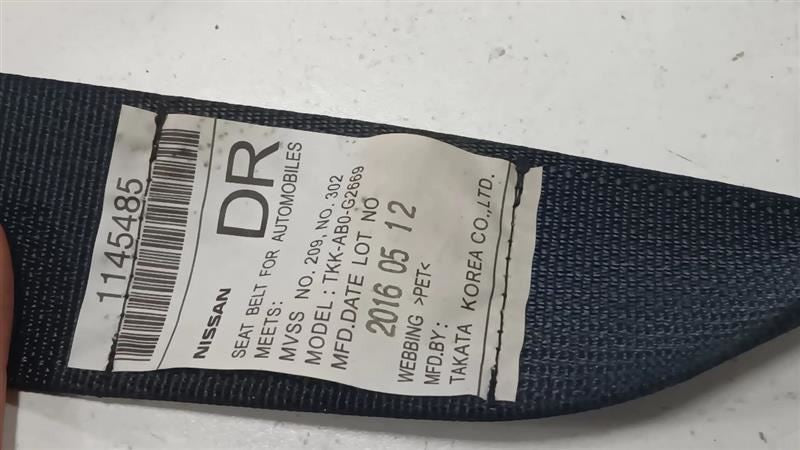 1145485
NISSAN DR
SEAT BELT FOR AUTOMOBILES
MEETS:
MVSS NO. 209, NO. 302
MODEL : TKK-AB0-G2669
MFD.DATE LOT NO
2016 05 12
WEBBING >PET<
MFD.BY:
TAKATA KOREA CO.,LTD.